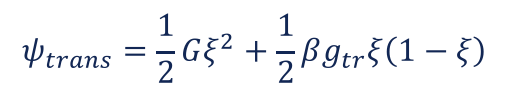 ψ_trans = 1/2 Gξ² + 1/2 βg_tr ξ(1 − ξ)